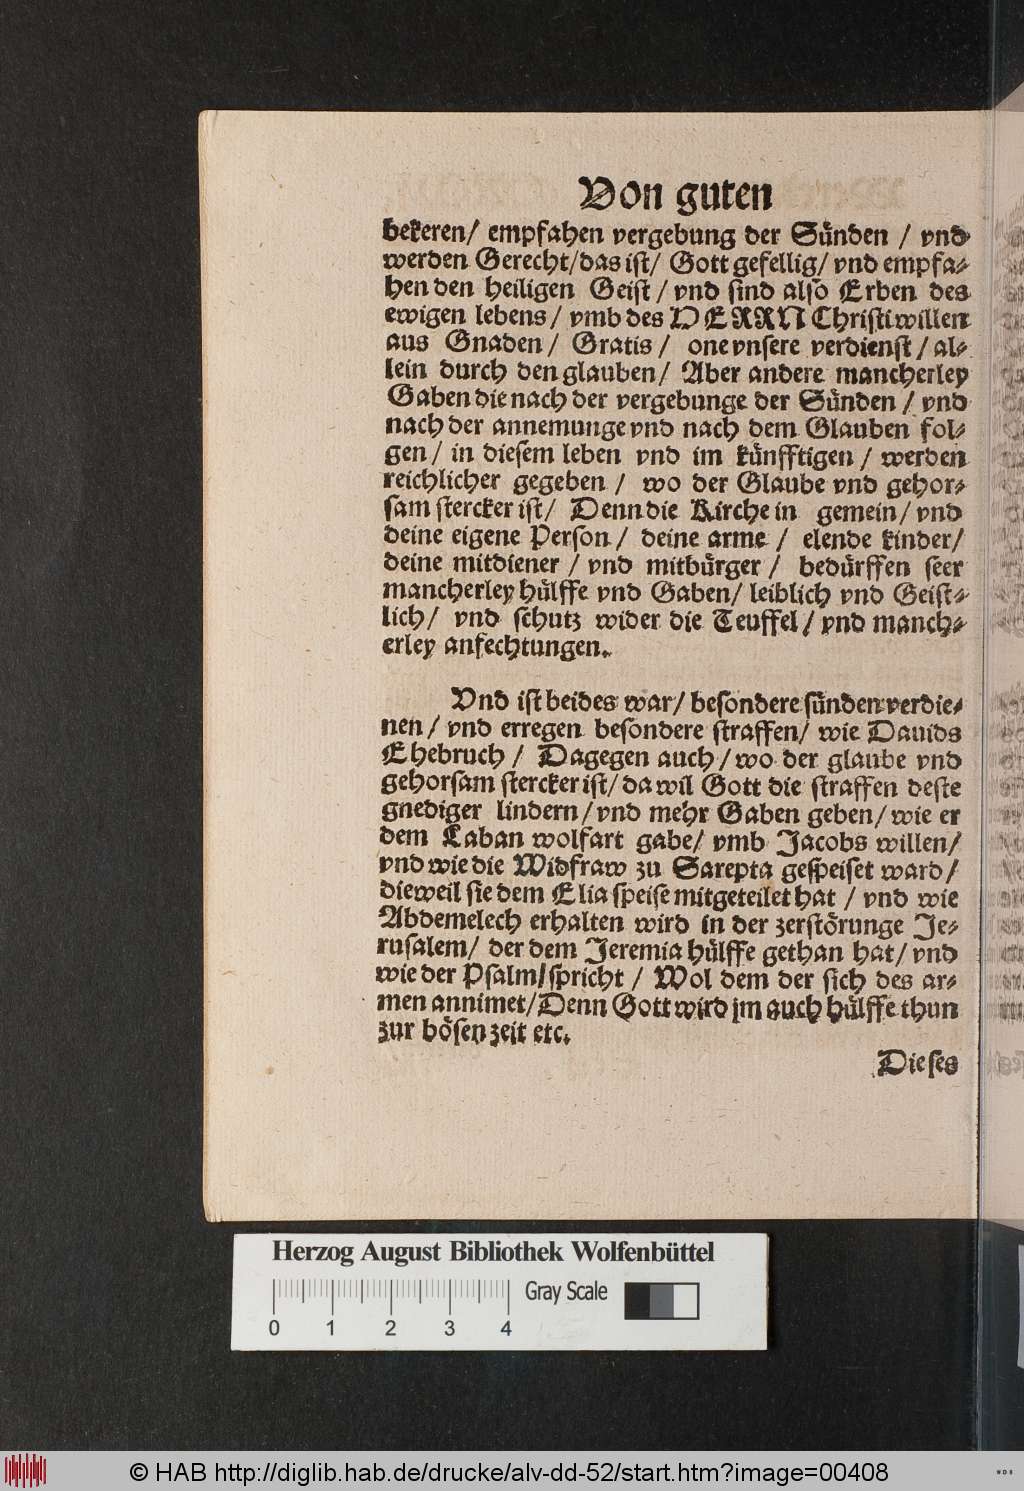 Von guten
bekeren/ empfahen vergebung der Sünden / vnd
werden Gerecht/das ist/ Gott gefellig/ vnd empfa-
hen den heiligen Geist / vnd sind also Erben des
ewigen lebens / vmb des HERRN Christi willen
aus Gnaden / Gratis / one vnsere verdienst / al-
lein durch den glauben / Aber andere mancherley
Gaben die nach der vergebunge der Sünden / vnd
nach der annemunge vnd nach dem Glauben fol-
gen / in diesem leben vnd im künfftigen / werden
reichlicher gegeben / wo der Glaube vnd gehor-
sam stercker ist/ Denn die Kirche in gemein / vnd
deine eigene Person / deine arme / elende kinder/
deine mitdiener / vnd mitbürger / bedürffen seer
mancherley hülffe vnd Gaben/ leiblich vnd Geist-
lich/ vnd schutz wider die Teuffel / vnd manch-
erley anfechtungen.
Vnd ist beides war/ besondere sünden verdie-
nen / vnd erregen besondere straffen/ wie Dauids
Ehebruch / Dagegen auch / wo der glaube vnd
gehorsam stercker ist/ da wil Gott die straffen deste
gnediger lindern / vnd mehr Gaben geben/ wie er
dem Laban wolfart gabe/ vmb Jacobs willen/
vnd wie die Widfraw zu Sarepta gespeiset ward /
dieweil sie dem Elia speise mitgeteilet hat / vnd wie
Abdemelech erhalten wird in der zerstörunge Je-
rusalem/ der dem Jeremia hülffe gethan hat/ vnd
wie der Psalm/spricht / Wol dem der sich des ar-
men annimet/Denn Gott wird jm auch hülffe thun
zur bösen zeit etc.
Dieses
Herzog August Bibliothek Wolfenbüttel
Gray Scale
0 1 2 3 4
© HAB http://diglib.hab.de/drucke/alv-dd-52/start.htm?image=00408